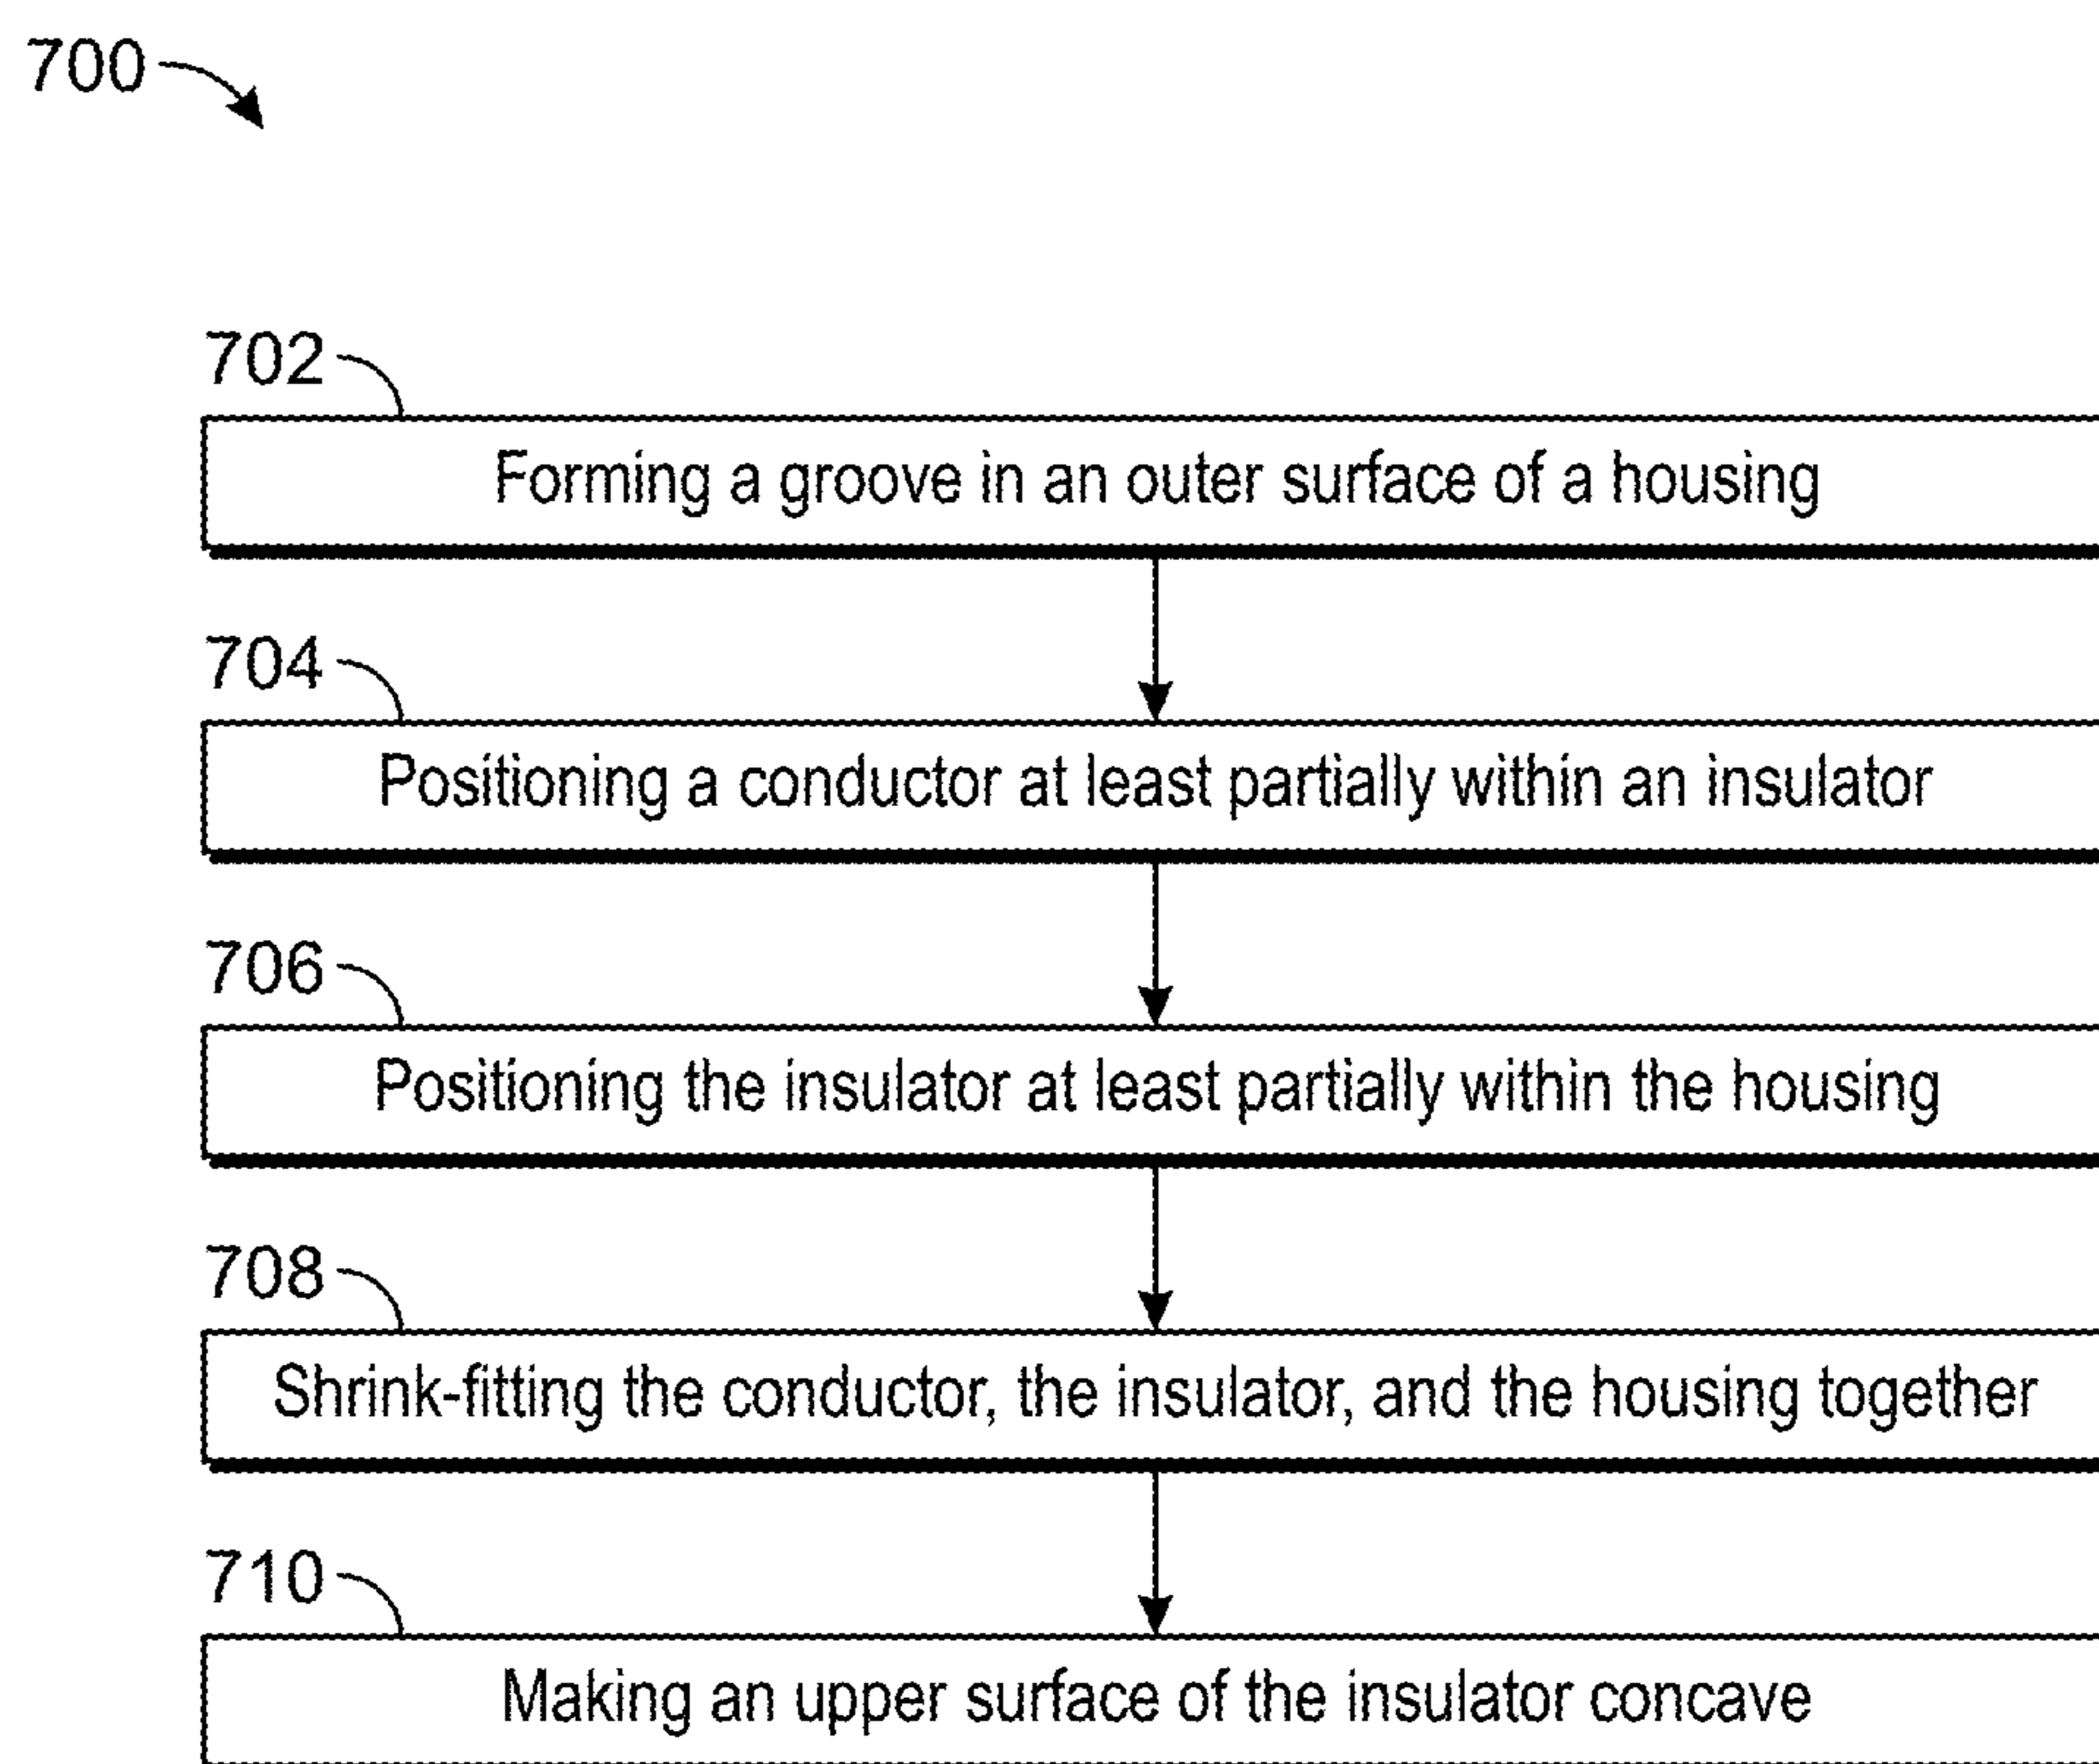 700
702
Forming a groove in an outer surface of a housing
704
Positioning a conductor at least partially within an insulator
706
Positioning the insulator at least partially within the housing
708
Shrink-fitting the conductor, the insulator, and the housing together
710
Making an upper surface of the insulator concave